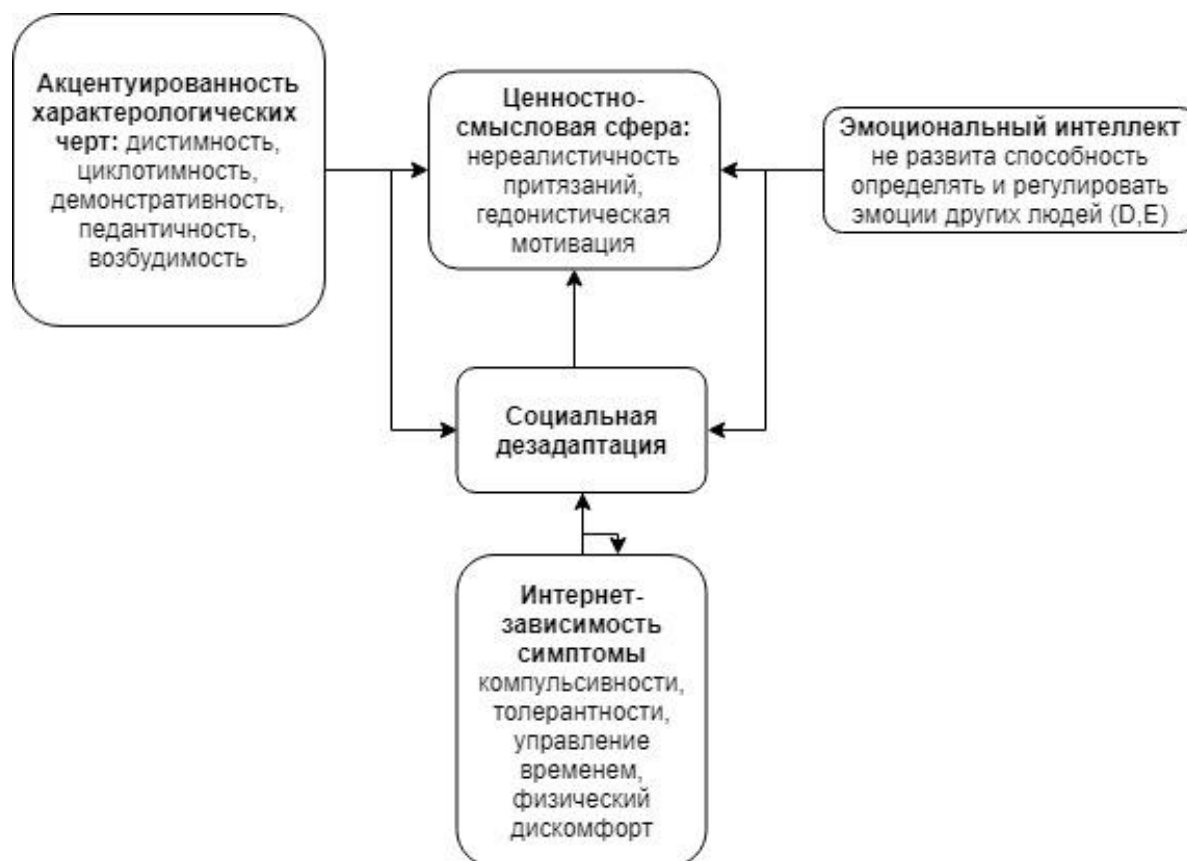 Акцентуированность
характерологических
черт: дистимность,
циклотимность,
демонстративность,
педантичность,
возбудимость
Ценностно-
смысловая сфера:
нереалистичность
притязаний,
гедонистическая
мотивация
Эмоциональный интеллект
не развита способность
определять и регулировать
эмоции других людей (D,E)
Социальная
дезадаптация
Интернет-
зависимость
симптомы
компульсивности,
толерантности,
управление
временем,
физический
дискомфорт